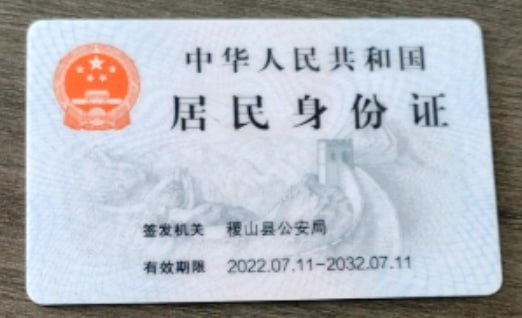 中华人民共和国
居民身份证
签发机关 稷山县公安局
有效期限 2022.07.11-2032.07.11